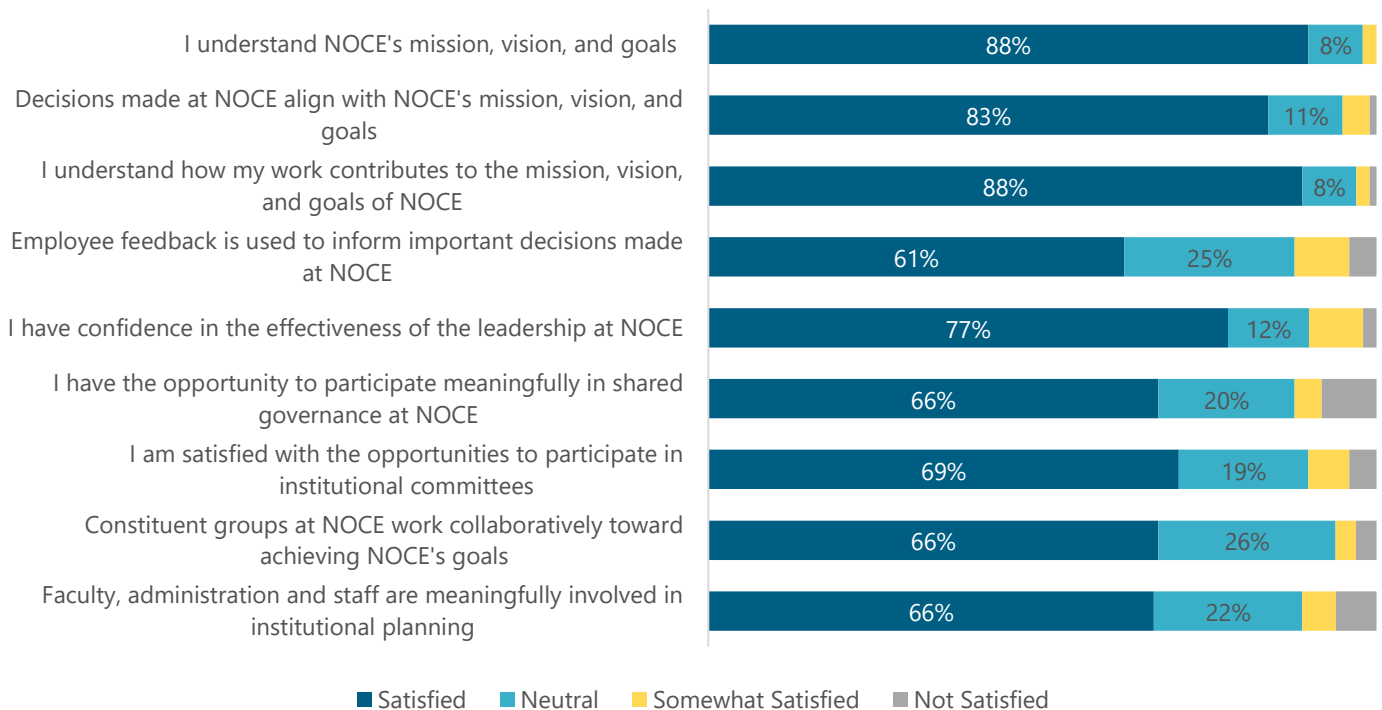 I understand NOCE's mission, vision, and goals
88%
8%
Decisions made at NOCE align with NOCE's mission, vision, and
goals
83%
11%
I understand how my work contributes to the mission, vision,
and goals of NOCE
88%
8%
Employee feedback is used to inform important decisions made
at NOCE
61%
25%
I have confidence in the effectiveness of the leadership at NOCE
77%
12%
I have the opportunity to participate meaningfully in shared
governance at NOCE
66%
20%
I am satisfied with the opportunities to participate in
institutional committees
69%
19%
Constituent groups at NOCE work collaboratively toward
achieving NOCE's goals
66%
26%
Faculty, administration and staff are meaningfully involved in
institutional planning
66%
22%
Satisfied
Neutral
Somewhat Satisfied
Not Satisfied